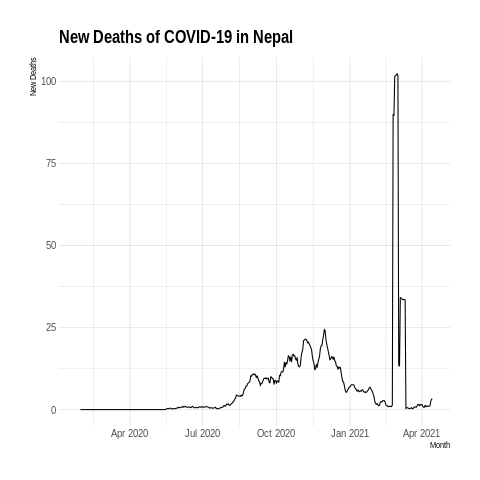 New Deaths of COVID-19 in Nepal
New Deaths
100
75
50
25
0
Apr 2020 Jul 2020 Oct 2020 Jan 2021 Apr 2021
Month